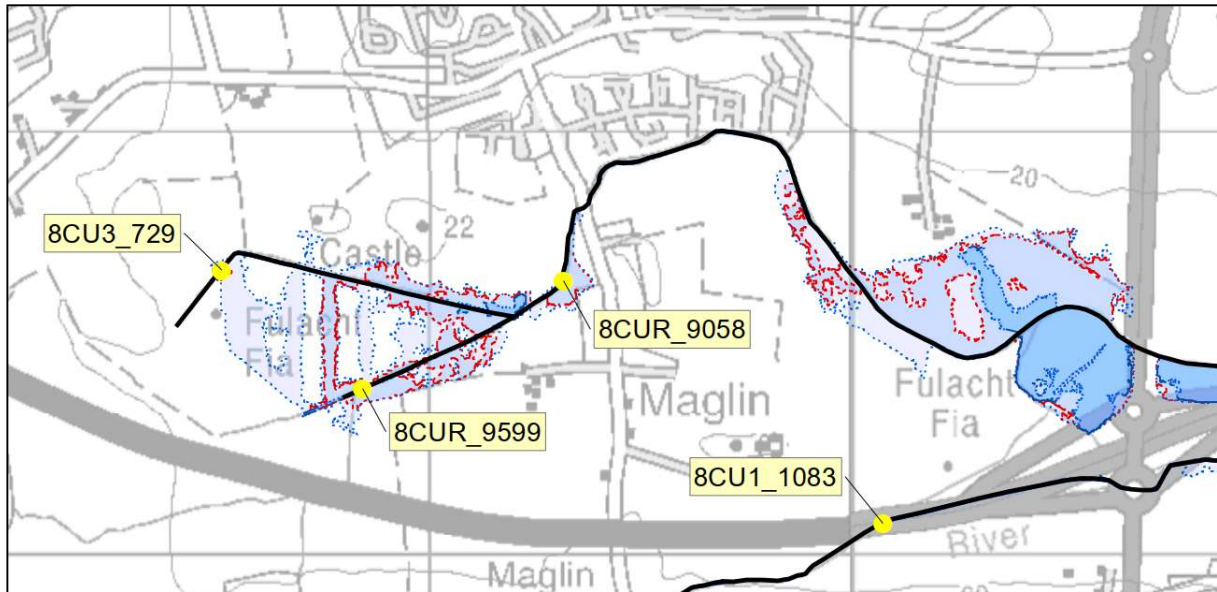 20
8CU3_729
22
Castle
Fulacht
Fia
8CUR_9058
8CUR_9599
Maglin
Fulacht
Fia
8CU1_1083
River
Maglin